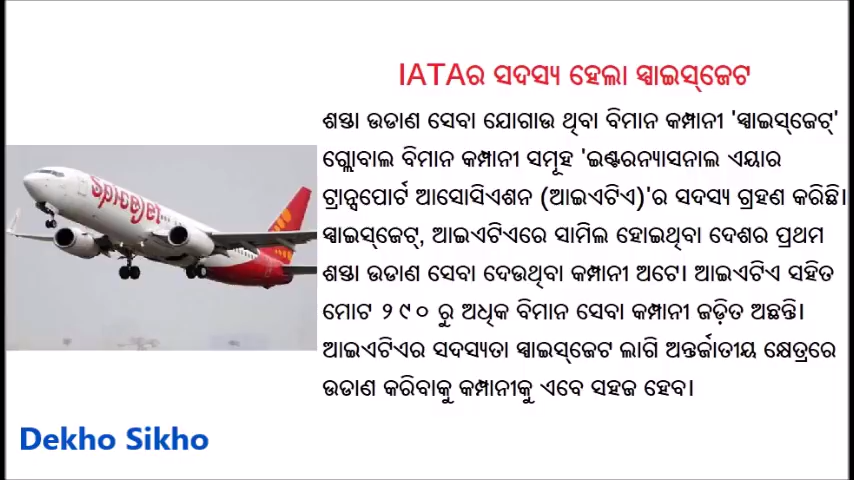 IATAର ସଦସ୍ୟ ହେଲା ସ୍ପାଇସ୍‌ଜେଟ
ଶସ୍ତା ଉଡାଣ ସେବା ଯୋଗାଉ ଥିବା ବିମାନ କମ୍ପାନୀ 'ସ୍ପାଇସ୍‌ଜେଟ୍'
ଗ୍ଲୋବାଲ ବିମାନ କମ୍ପାନୀ ସମୂହ 'ଇଣ୍ଟରନ୍ୟାସନାଲ ଏୟାର
ଟ୍ରାନ୍ସପୋର୍ଟ ଆସୋସିଏଶନ (ଆଇଏଟିଏ)'ର ସଦସ୍ୟ ଗ୍ରହଣ କରିଛି।
ସ୍ପାଇସ୍‌ଜେଟ୍, ଆଇଏଟିଏରେ ସାମିଲ ହୋଇଥିବା ଦେଶର ପ୍ରଥମ
ଶସ୍ତା ଉଡାଣ ସେବା ଦେଉଥିବା କମ୍ପାନୀ ଅଟେ। ଆଇଏଟିଏ ସହିତ
ମୋଟ ୨୯୦ ରୁ ଅଧିକ ବିମାନ ସେବା କମ୍ପାନୀ ଜଡ଼ିତ ଅଛନ୍ତି।
ଆଇଏଟିଏର ସଦସ୍ୟତା ସ୍ପାଇସ୍‌ଜେଟ ଲାଗି ଅନ୍ତର୍ଜାତୀୟ କ୍ଷେତ୍ରରେ
ଉଡାଣ କରିବାକୁ କମ୍ପାନୀକୁ ଏବେ ସହଜ ହେବ।
SpiceJet
Dekho Sikho